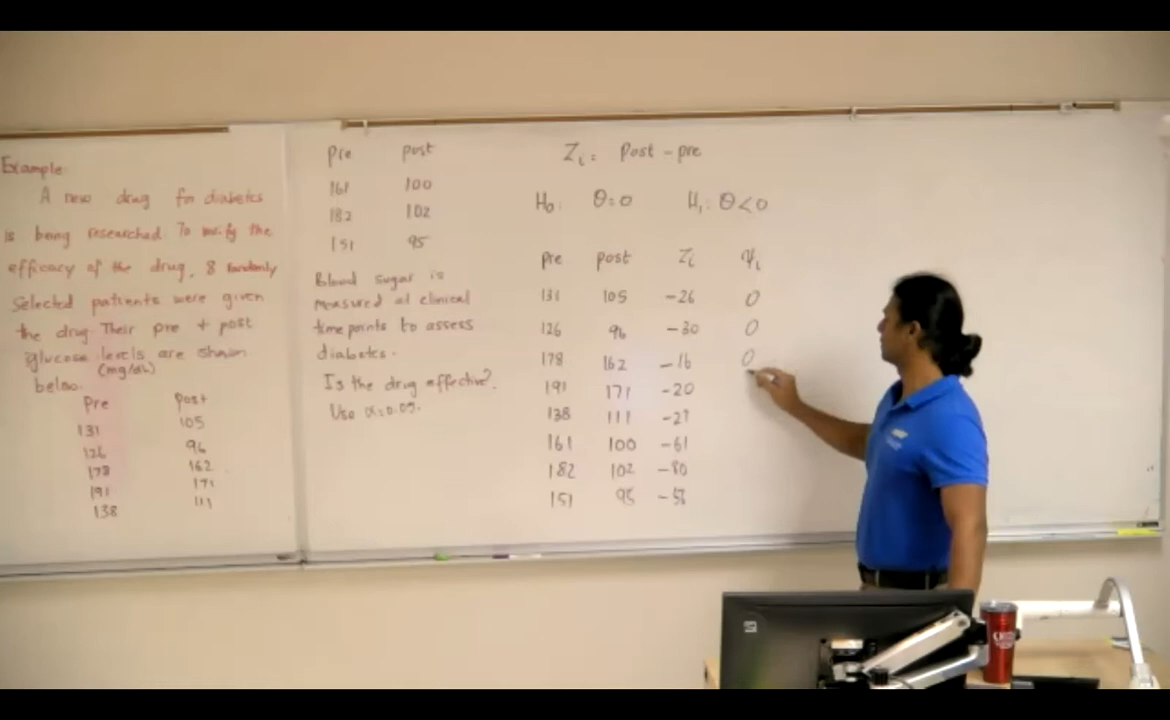 Example:
A new drug for diabetes
is being researched To verify the
efficacy of the drug, 8 randomly
selected patients were given
the drug. Their pre + post
glucose levels are shown
(mg/dL)
below.
Pre Post
131 105
126 96
178 162
191 171
138 111
Pre post
161 100
182 102
151 95
Blood sugar is
measured at clinical
time points to assess
diabetes.
Is the drug effective?
Use α=0.05.
Zi = Post - pre
H0: θ=0 H1: θ<0
pre post Zi Ψi
131 105 -26 0
126 96 -30 0
178 162 -16 0
191 171 -20
138 111 -27
161 100 -61
182 102 -80
151 95 -56